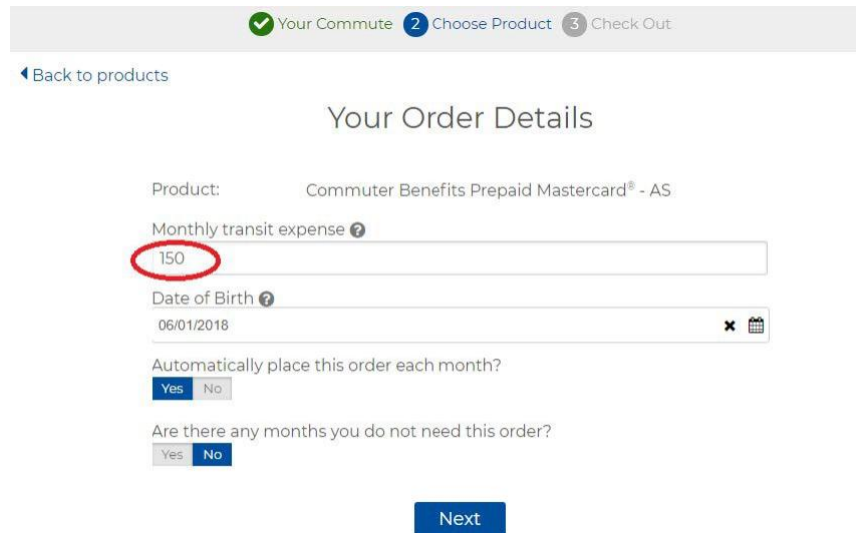 Your Commute 2 Choose Product 3 Check Out
Back to products
Your Order Details
Product: Commuter Benefits Prepaid Mastercard® - AS
Monthly transit expense ?
150
Date of Birth ?
06/01/2018
Automatically place this order each month?
Yes No
Are there any months you do not need this order?
Yes No
Next